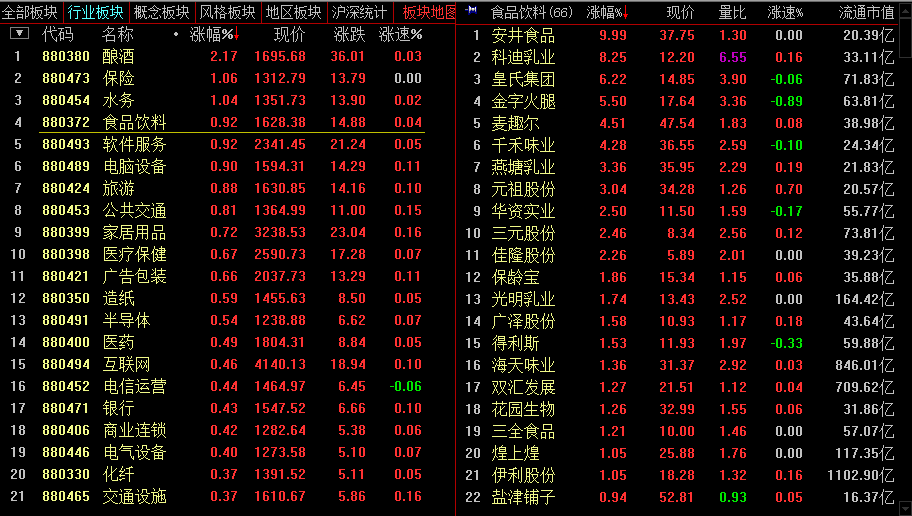 全部板块 行业板块 概念板块 风格板块 地区板块 沪深统计 板块地图
代码 名称 涨幅%↓ 现价 涨跌 涨速%
1 880380 酿酒 2.17 1695.68 36.01 0.03
2 880473 保险 1.06 1312.79 13.79 0.00
3 880454 水务 1.04 1351.73 13.90 0.02
4 880372 食品饮料 0.92 1628.38 14.88 0.04
5 880493 软件服务 0.92 2341.45 21.24 0.05
6 880489 电脑设备 0.90 1594.31 14.29 0.11
7 880424 旅游 0.88 1630.85 14.16 0.10
8 880453 公共交通 0.81 1364.99 11.00 0.15
9 880399 家居用品 0.72 3238.53 23.04 0.16
10 880398 医疗保健 0.67 2590.73 17.28 0.07
11 880421 广告包装 0.66 2037.73 13.29 0.11
12 880350 造纸 0.59 1455.63 8.50 0.05
13 880491 半导体 0.54 1238.88 6.62 0.07
14 880400 医药 0.49 1804.31 8.84 0.05
15 880494 互联网 0.46 4140.13 18.94 0.10
16 880452 电信运营 0.44 1464.97 6.45 -0.06
17 880471 银行 0.43 1547.52 6.66 0.10
18 880406 商业连锁 0.42 1282.64 5.38 0.06
19 880446 电气设备 0.40 1273.58 5.10 0.07
20 880330 化纤 0.37 1391.52 5.11 0.05
21 880465 交通设施 0.37 1610.67 5.86 0.16
食品饮料(66) 涨幅%↓ 现价 量比 涨速% 流通市值
1 安井食品 9.99 37.75 1.30 0.00 20.39亿
2 科迪乳业 8.25 12.20 6.55 0.16 33.11亿
3 皇氏集团 6.22 14.85 3.90 -0.06 71.83亿
4 金字火腿 5.50 17.64 3.36 -0.89 63.81亿
5 麦趣尔 4.51 47.54 1.83 0.08 38.98亿
6 千禾味业 4.28 36.55 2.59 -0.10 24.34亿
7 燕塘乳业 3.36 35.95 2.29 0.19 21.83亿
8 元祖股份 3.04 34.28 1.26 0.70 20.57亿
9 华资实业 2.50 11.50 1.59 -0.17 55.77亿
10 三元股份 2.46 8.34 2.56 0.12 73.81亿
11 佳隆股份 2.26 5.89 2.01 0.00 39.23亿
12 保龄宝 1.86 15.34 1.15 0.06 35.88亿
13 光明乳业 1.74 13.43 2.52 0.00 164.42亿
14 广泽股份 1.58 10.93 1.17 0.18 43.64亿
15 得利斯 1.53 11.93 1.97 -0.33 59.88亿
16 海天味业 1.36 31.37 2.92 0.03 846.01亿
17 双汇发展 1.27 21.51 1.12 0.04 709.62亿
18 花园生物 1.26 32.99 1.55 0.06 31.86亿
19 三全食品 1.21 10.00 1.46 0.00 57.07亿
20 煌上煌 1.05 25.88 1.76 0.00 117.35亿
21 伊利股份 1.05 18.28 1.32 0.16 1102.90亿
22 盐津铺子 0.94 52.81 0.93 0.05 16.37亿